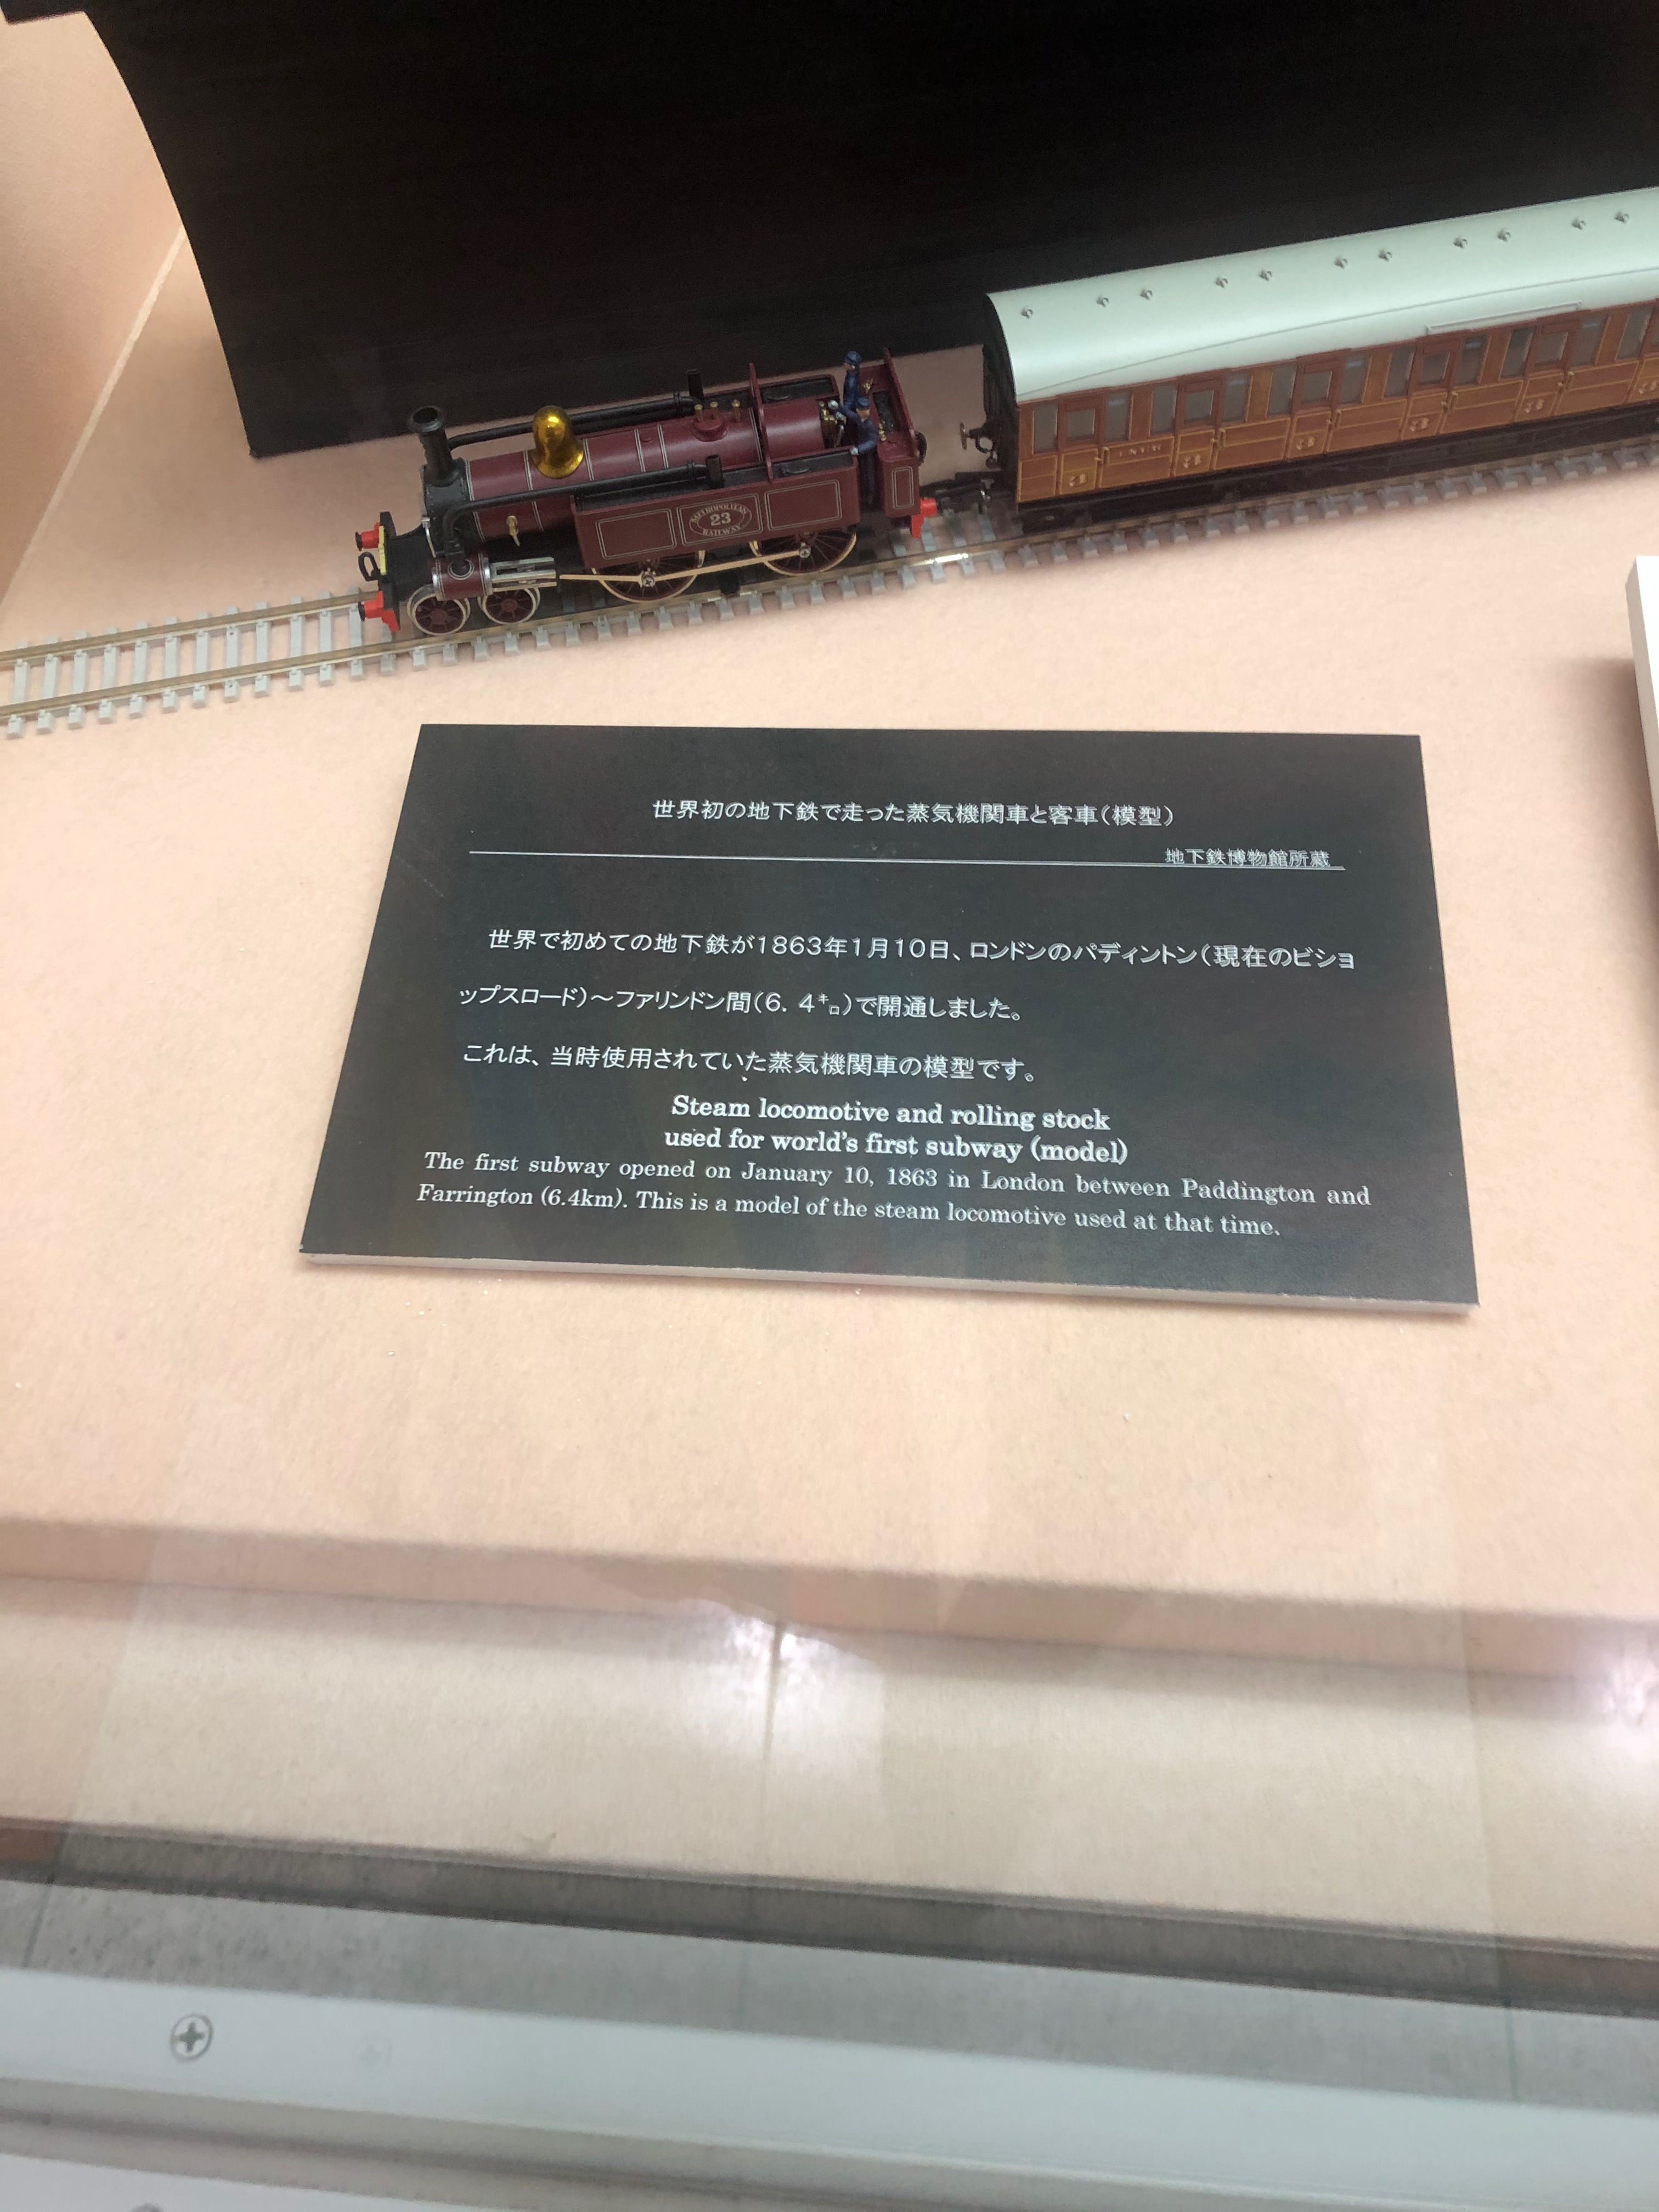 METROPOLITAN
23
RAILWAY
世界初の地下鉄で走った蒸気機関車と客車(模型)
地下鉄博物館所蔵
世界で初めての地下鉄が1863年1月10日、ロンドンのパディントン(現在のビショ
ップスロード)～ファリンドン間(6.4㌔)で開通しました。
これは、当時使用されていた蒸気機関車の模型です。
Steam locomotive and rolling stock
used for world's first subway (model)
The first subway opened on January 10, 1863 in London between Paddington and
Farrington (6.4km). This is a model of the steam locomotive used at that time.